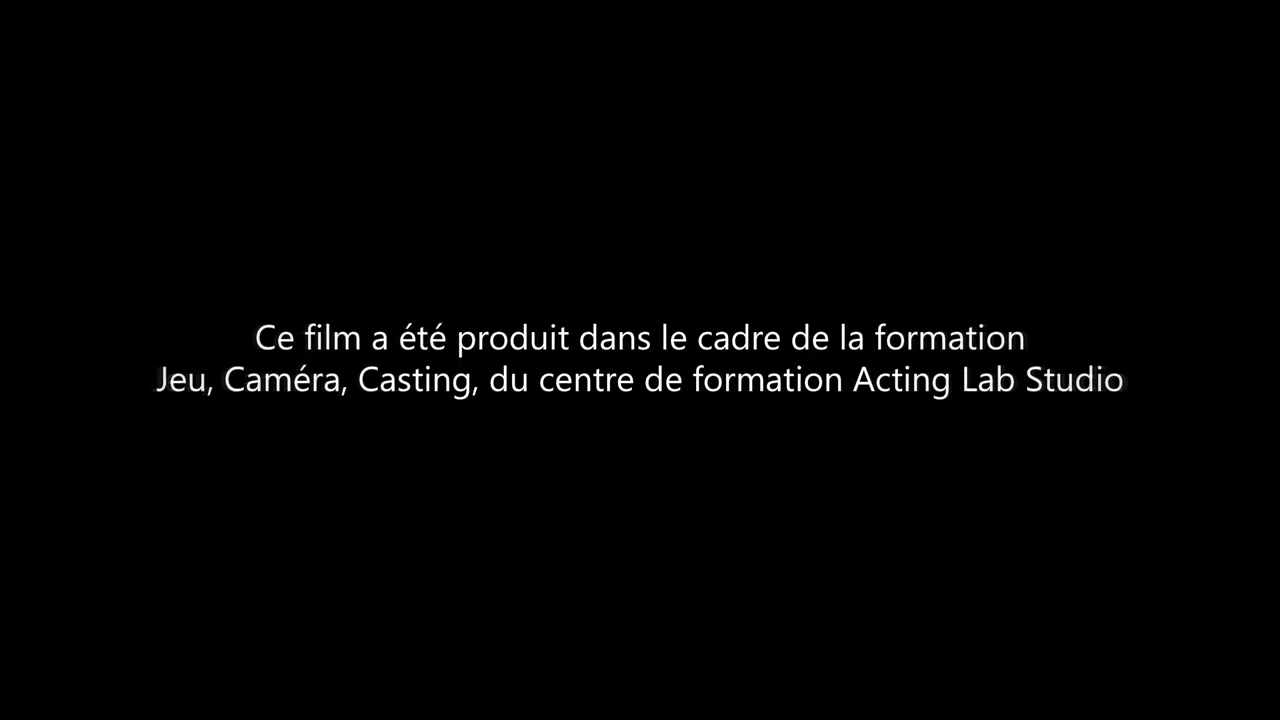 Ce film a été produit dans le cadre de la formation
Jeu, Caméra, Casting, du centre de formation Acting Lab Studio